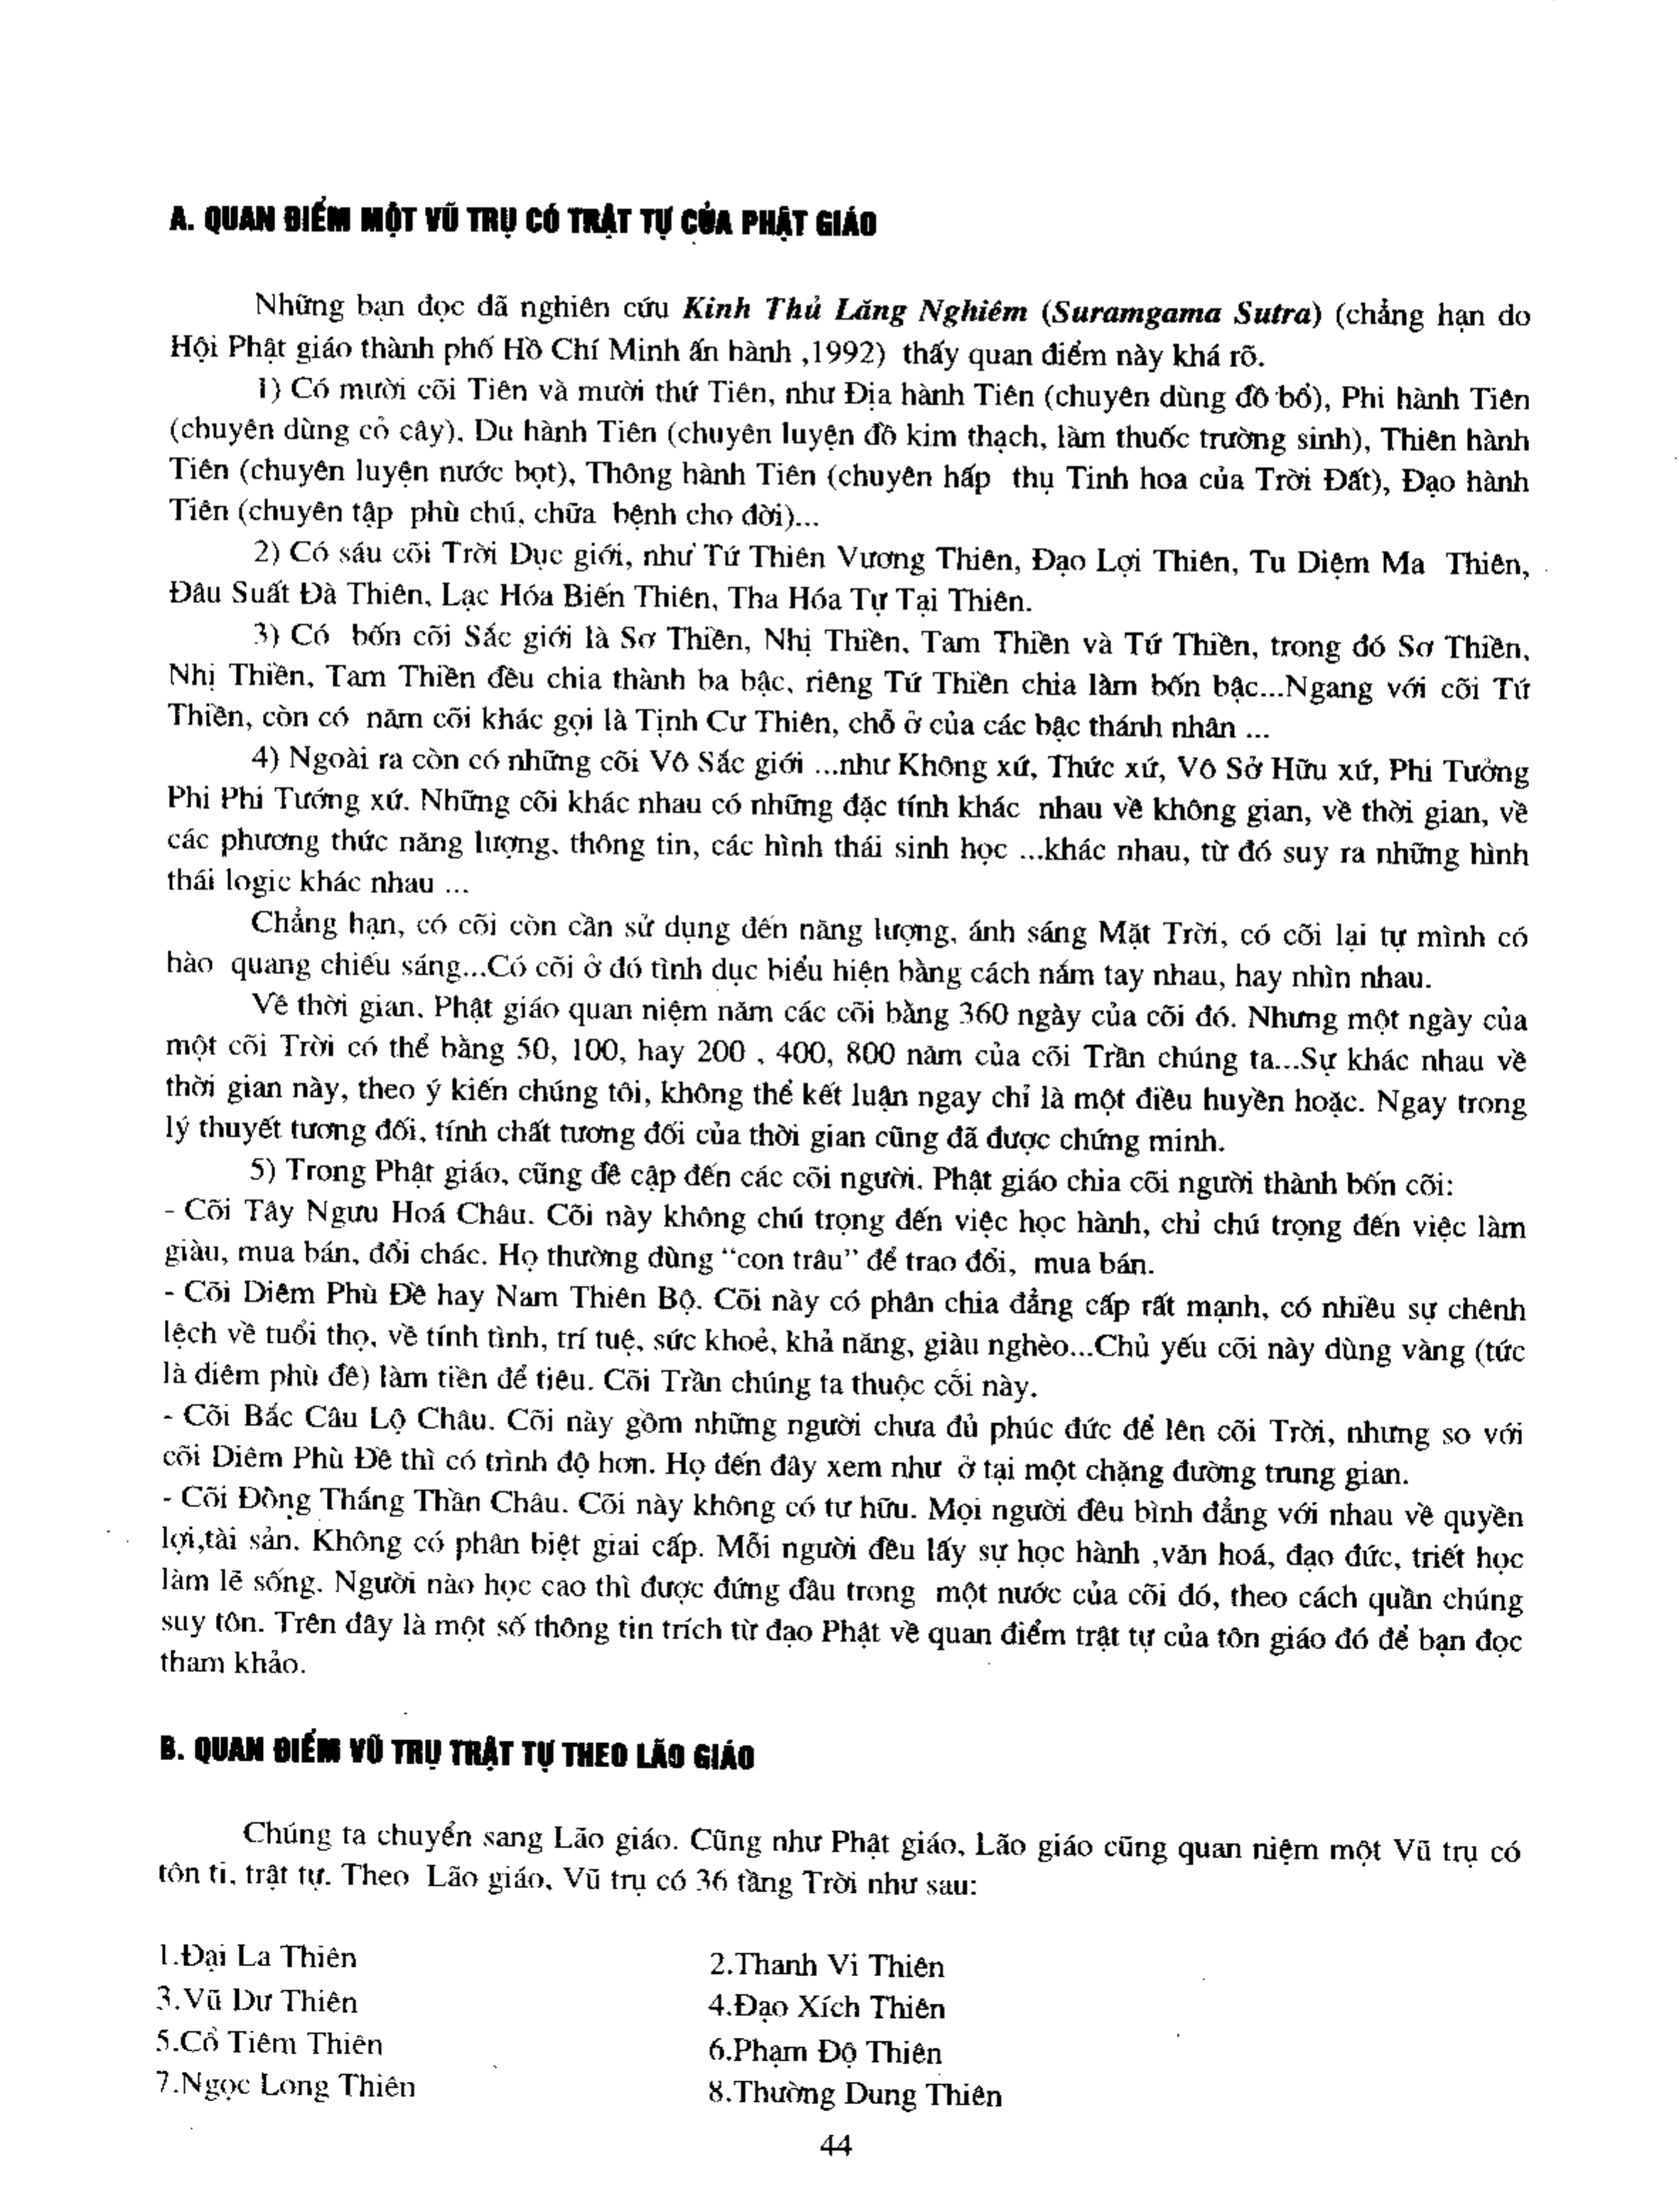 A. QUAN ĐIỂM MỘT VŨ TRỤ CÓ TRẬT TỰ CỦA PHẬT GIÁO
Những bạn đọc đã nghiên cứu Kinh Thủ Lăng Nghiêm (Suramgama Sutra) (chẳng hạn do
Hội Phật giáo thành phố Hồ Chí Minh ấn hành ,1992) thấy quan điểm này khá rõ.
1) Có mười cõi Tiên và mười thứ Tiên, như Địa hành Tiên (chuyên dùng đồ bổ), Phi hành Tiên
(chuyên dùng cỏ cây), Du hành Tiên (chuyên luyện đồ kim thạch, làm thuốc trường sinh), Thiên hành
Tiên (chuyên luyện nước bọt), Thông hành Tiên (chuyên hấp thụ Tinh hoa của Trời Đất), Đạo hành
Tiên (chuyên tập phù chú, chữa bệnh cho đời)...
2) Có sáu cõi Trời Dục giới, như Tứ Thiên Vương Thiên, Đạo Lợi Thiên, Tu Diệm Ma Thiên,
Đâu Suất Đà Thiên, Lạc Hóa Biến Thiên, Tha Hóa Tự Tại Thiên.
3) Có bốn cõi Sắc giới là Sơ Thiền, Nhị Thiền, Tam Thiền và Tứ Thiền, trong đó Sơ Thiền,
Nhị Thiền, Tam Thiền đều chia thành ba bậc, riêng Tứ Thiền chia làm bốn bậc...Ngang với cõi Tứ
Thiền, còn có năm cõi khác gọi là Tịnh Cư Thiên, chỗ ở của các bậc thánh nhân ...
4) Ngoài ra còn có những cõi Vô Sắc giới ...như Không xứ, Thức xứ, Vô Sở Hữu xứ, Phi Tưởng
Phi Phi Tướng xứ. Những cõi khác nhau có những đặc tính khác nhau về không gian, về thời gian, về
các phương thức năng lượng, thông tin, các hình thái sinh học ...khác nhau, từ đó suy ra những hình
thái logic khác nhau ...
Chẳng hạn, có cõi còn cần sử dụng đến năng lượng, ánh sáng Mặt Trời, có cõi lại tự mình có
hào quang chiếu sáng...Có cõi ở đó tình dục biểu hiện bằng cách nắm tay nhau, hay nhìn nhau.
Về thời gian, Phật giáo quan niệm năm các cõi bằng 360 ngày của cõi đó. Nhưng một ngày của
một cõi Trời có thể bằng 50, 100, hay 200 , 400, 800 năm của cõi Trần chúng ta...Sự khác nhau về
thời gian này, theo ý kiến chúng tôi, không thể kết luận ngay chỉ là một điều huyền hoặc. Ngay trong
lý thuyết tương đối, tính chất tương đối của thời gian cũng đã được chứng minh.
5) Trong Phật giáo, cũng đề cập đến các cõi người. Phật giáo chia cõi người thành bốn cõi:
- Cõi Tây Ngưu Hoá Châu. Cõi này không chú trọng đến việc học hành, chỉ chú trọng đến việc làm
giàu, mua bán, đổi chác. Họ thường dùng “con trâu” để trao đổi, mua bán.
- Cõi Diêm Phù Đề hay Nam Thiên Bộ. Cõi này có phân chia đẳng cấp rất mạnh, có nhiều sự chênh
lệch về tuổi thọ, về tính tình, trí tuệ, sức khoẻ, khả năng, giàu nghèo...Chủ yếu cõi này dùng vàng (tức
là diêm phù đề) làm tiền để tiêu. Cõi Trần chúng ta thuộc cõi này.
- Cõi Bắc Câu Lộ Châu. Cõi này gồm những người chưa đủ phúc đức để lên cõi Trời, nhưng so với
cõi Diêm Phù Đề thì có trình độ hơn. Họ đến đây xem như ở tại một chặng đường trung gian.
- Cõi Đông Thắng Thần Châu. Cõi này không có tư hữu. Mọi người đều bình đẳng với nhau về quyền
lợi,tài sản. Không có phân biệt giai cấp. Mỗi người đều lấy sự học hành ,văn hoá, đạo đức, triết học
làm lẽ sống. Người nào học cao thì được đứng đầu trong một nước của cõi đó, theo cách quần chúng
suy tôn. Trên đây là một số thông tin trích từ đạo Phật về quan điểm trật tự của tôn giáo đó để bạn đọc
tham khảo.
B. QUAN ĐIỂM VŨ TRỤ TRẬT TỰ THEO LÃO GIÁO
Chúng ta chuyển sang Lão giáo. Cũng như Phật giáo, Lão giáo cũng quan niệm một Vũ trụ có
tôn ti, trật tự. Theo Lão giáo, Vũ trụ có 36 tầng Trời như sau:
1.Đại La Thiên
2.Thanh Vi Thiên
3.Vũ Dư Thiên
4.Đạo Xích Thiên
5.Cổ Tiêm Thiên
6.Phạm Độ Thiên
7.Ngọc Long Thiên
8.Thường Dung Thiên
44